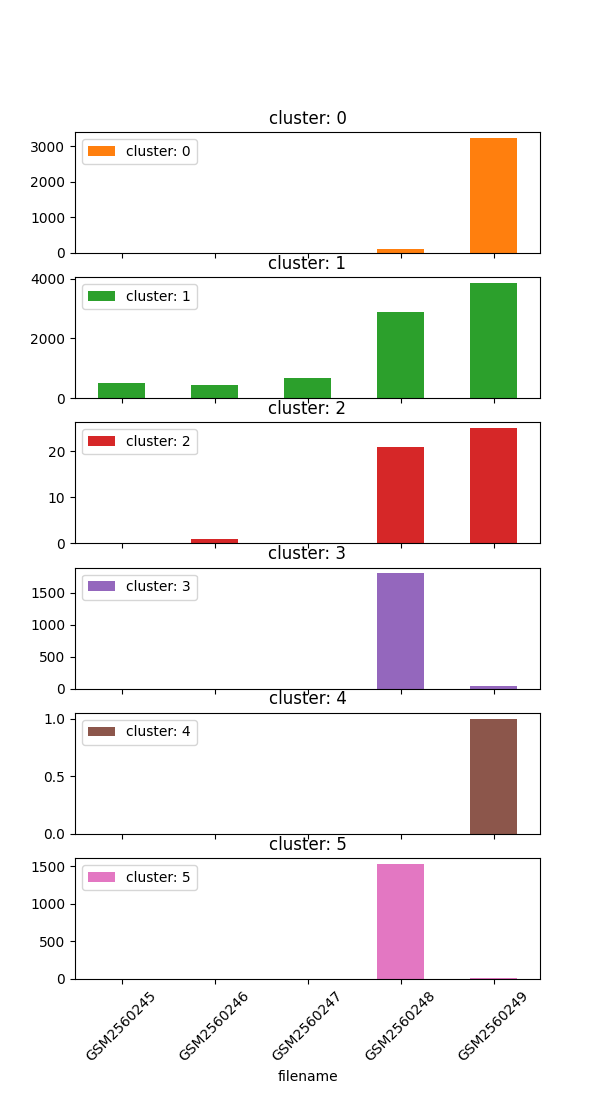 cluster: 0
cluster: 0
3000
2000
1000
0
cluster: 1
cluster: 1
4000
2000
0
cluster: 2
cluster: 2
20
10
0
cluster: 3
cluster: 3
1500
1000
500
0
cluster: 4
cluster: 4
1.0
0.5
0.0
cluster: 5
cluster: 5
1500
1000
500
0
GSM2560245 GSM2560246 GSM2560247 GSM2560248 GSM2560249
filename